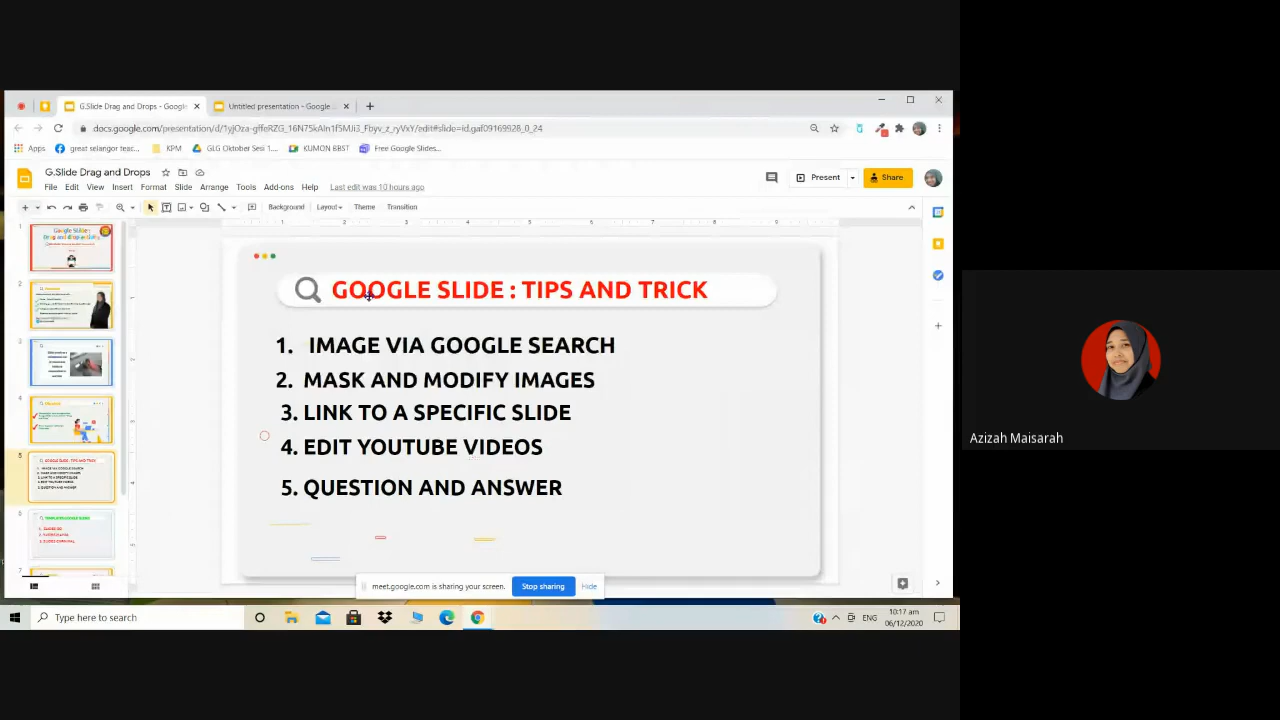 G.Slide Drag and Drops - Google
Untitled presentation - Google
docs.google.com/presentation/d/1yjOza-gffeRZG_16N75kAIn1f5MJi3_Fbyv_z_ryVxY/edit#slide=id.gaf09169928_0_24
Apps great selangor teac... KPM GLG Oktober Sesi 1.... KUMON BBST Free Google Slides...
G.Slide Drag and Drops
File Edit View Insert Format Slide Arrange Tools Add-ons Help Last edit was 10 hours ago
Present Share
Background Layout Theme Transition
GOOGLE SLIDE : TIPS AND TRICK
1. IMAGE VIA GOOGLE SEARCH
2. MASK AND MODIFY IMAGES
3. LINK TO A SPECIFIC SLIDE
4. EDIT YOUTUBE VIDEOS
5. QUESTION AND ANSWER
meet.google.com is sharing your screen. Stop sharing Hide
Type here to search
ENG
10:17 am
06/12/2020
Azizah Maisarah